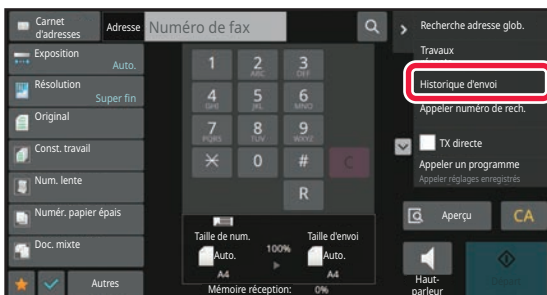 Carnet
d'adresses
Adresse
Numéro de fax
Recherche adresse glob.
Exposition
Auto.
Travaux
Historique d'envoi
Résolution
Super fin
Appeler numéro de rech.
Original
Const. travail
TX directe
Num. lente
Appeler un programme
Appeler réglages enregistrés
Numér. papier
épais
Doc. mixte
Autres
1
2
ABC
3
DEF
4
GHI
5
JKL
6
MNO
7
PQRS
8
TUV
9
WXYZ
0
#
C
R
Taille de num.
Taille d'envoi
100%
Auto.
Auto.
A4
A4
Mémoire réception: 0%
Aperçu
CA
Haut-
parleur